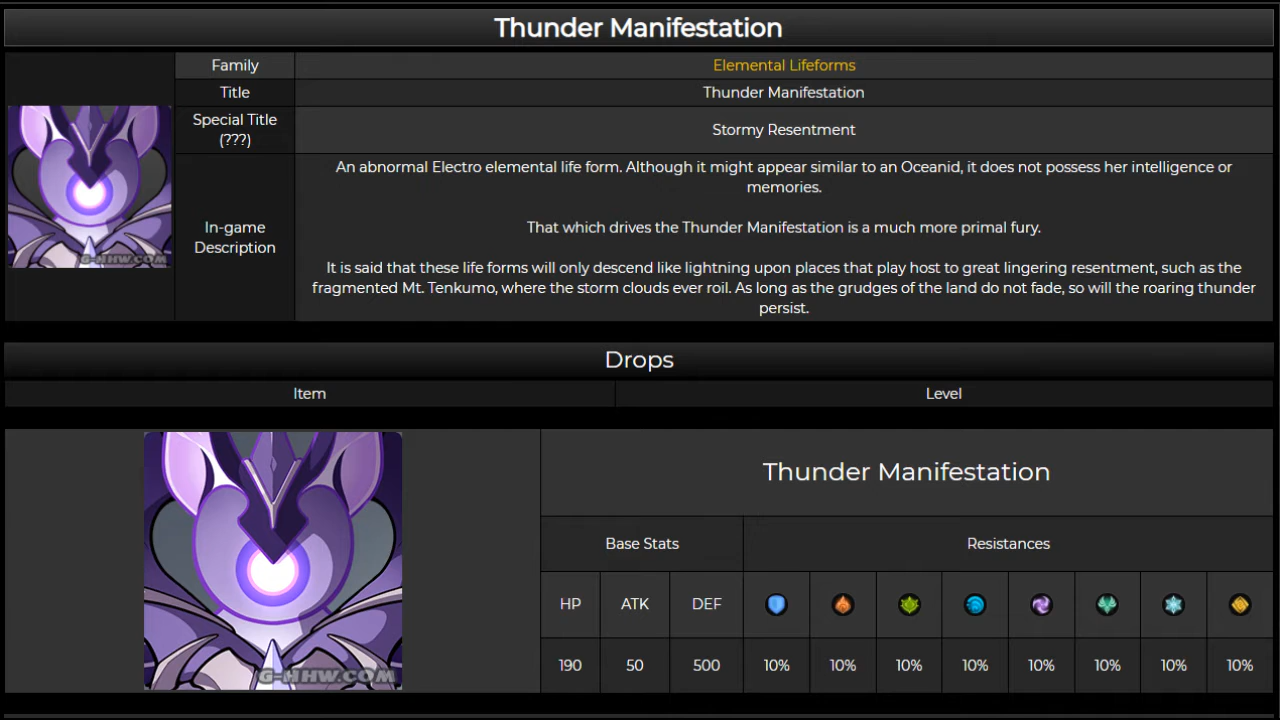 Thunder Manifestation
Family
Elemental Lifeforms
Title
Thunder Manifestation
Special Title
(???)
Stormy Resentment
In-game
Description
An abnormal Electro elemental life form. Although it might appear similar to an Oceanid, it does not possess her intelligence or
memories.
That which drives the Thunder Manifestation is a much more primal fury.
It is said that these life forms will only descend like lightning upon places that play host to great lingering resentment, such as the
fragmented Mt. Tenkumo, where the storm clouds ever roil. As long as the grudges of the land do not fade, so will the roaring thunder
persist.
G-HHW.COM
Drops
Item Level
G-HHW.COM
Thunder Manifestation
Base Stats Resistances
HP ATK DEF
190 50 500 10% 10% 10% 10% 10% 10% 10% 10%